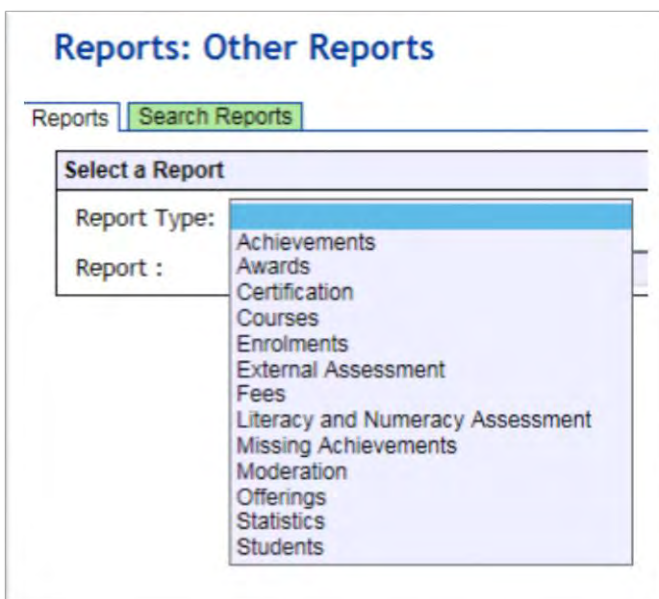 Reports: Other Reports
Reports Search Reports
Select a Report
Report Type:
Report :
Achievements
Awards
Certification
Courses
Enrolments
External Assessment
Fees
Literacy and Numeracy Assessment
Missing Achievements
Moderation
Offerings
Statistics
Students